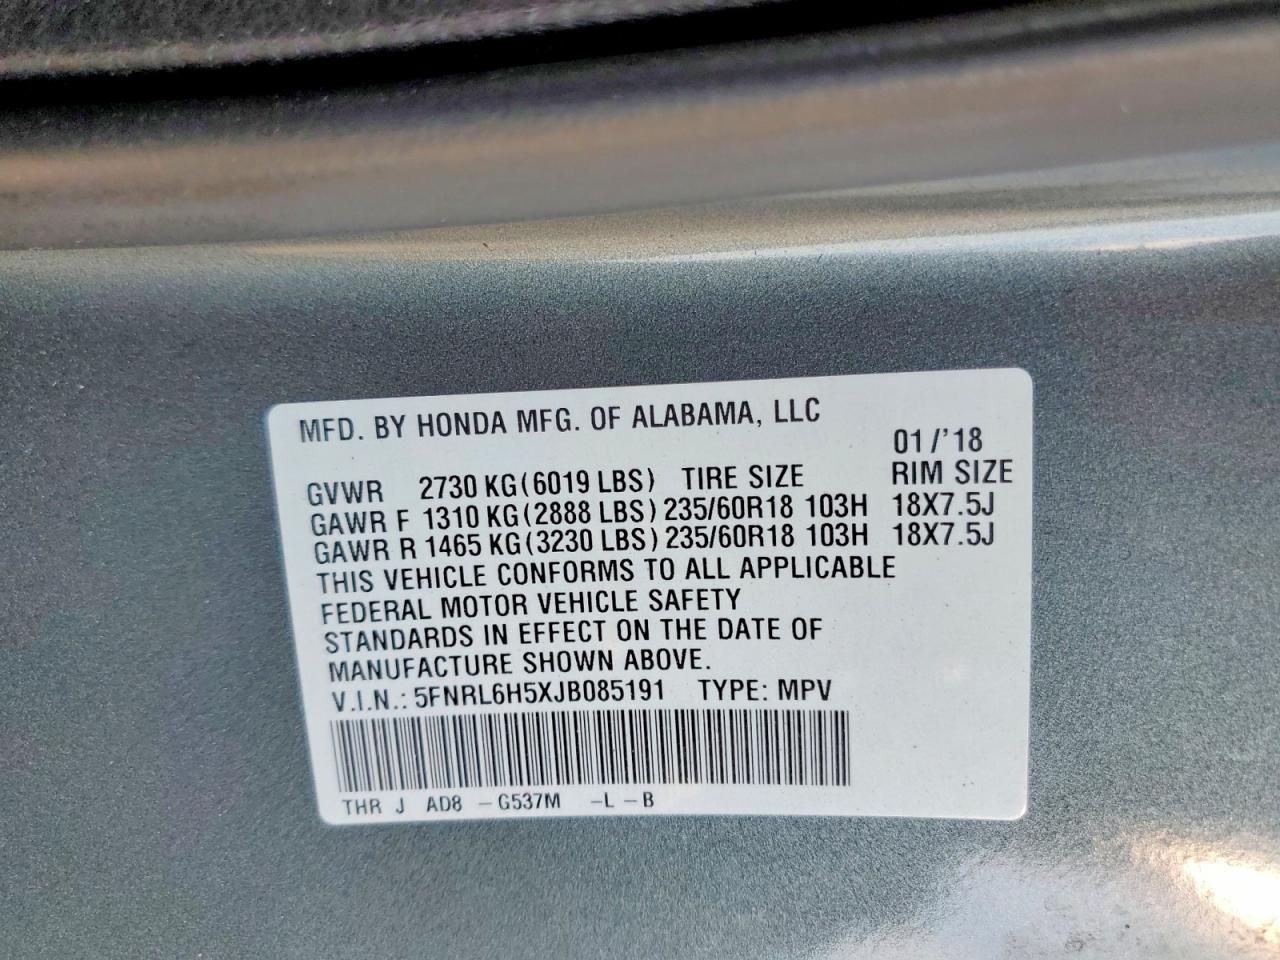 MFD. BY HONDA MFG. OF ALABAMA, LLC
01/'18
GVWR 2730 KG(6019 LBS) TIRE SIZE RIM SIZE
GAWR F 1310 KG(2888 LBS) 235/60R18 103H 18X7.5J
GAWR R 1465 KG(3230 LBS) 235/60R18 103H 18X7.5J
THIS VEHICLE CONFORMS TO ALL APPLICABLE
FEDERAL MOTOR VEHICLE SAFETY
STANDARDS IN EFFECT ON THE DATE OF
MANUFACTURE SHOWN ABOVE.
V.I.N.: 5FNRL6H5XJB085191 TYPE: MPV
THR J AD8 -G537M -L-B